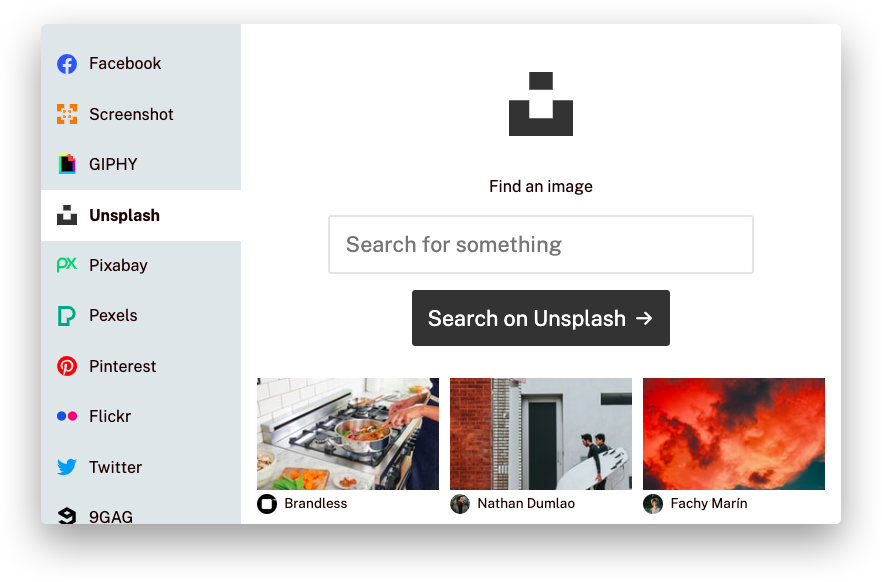 Facebook
Screenshot
GIPHY
Unsplash
Pixabay
Pexels
Pinterest
Flickr
Twitter
9GAG
Find an image
Search for something
Search on Unsplash →
Brandless
Nathan Dumlao
Fachy Marín